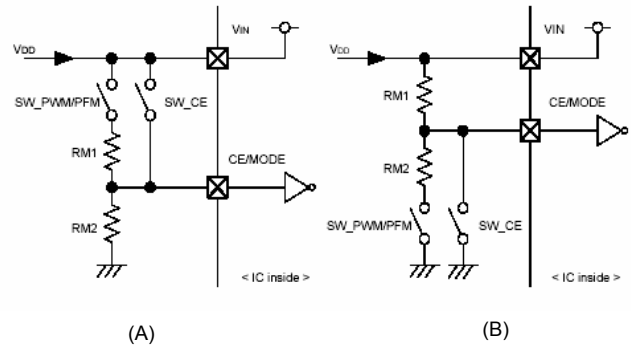 VDD
VIN
SW_PWM/PFM
SW_CE
RM1
CE/MODE
RM2
< IC inside >
(A)
VDD
VIN
RM1
CE/MODE
RM2
SW_PWM/PFM
SW_CE
< IC inside >
(B)